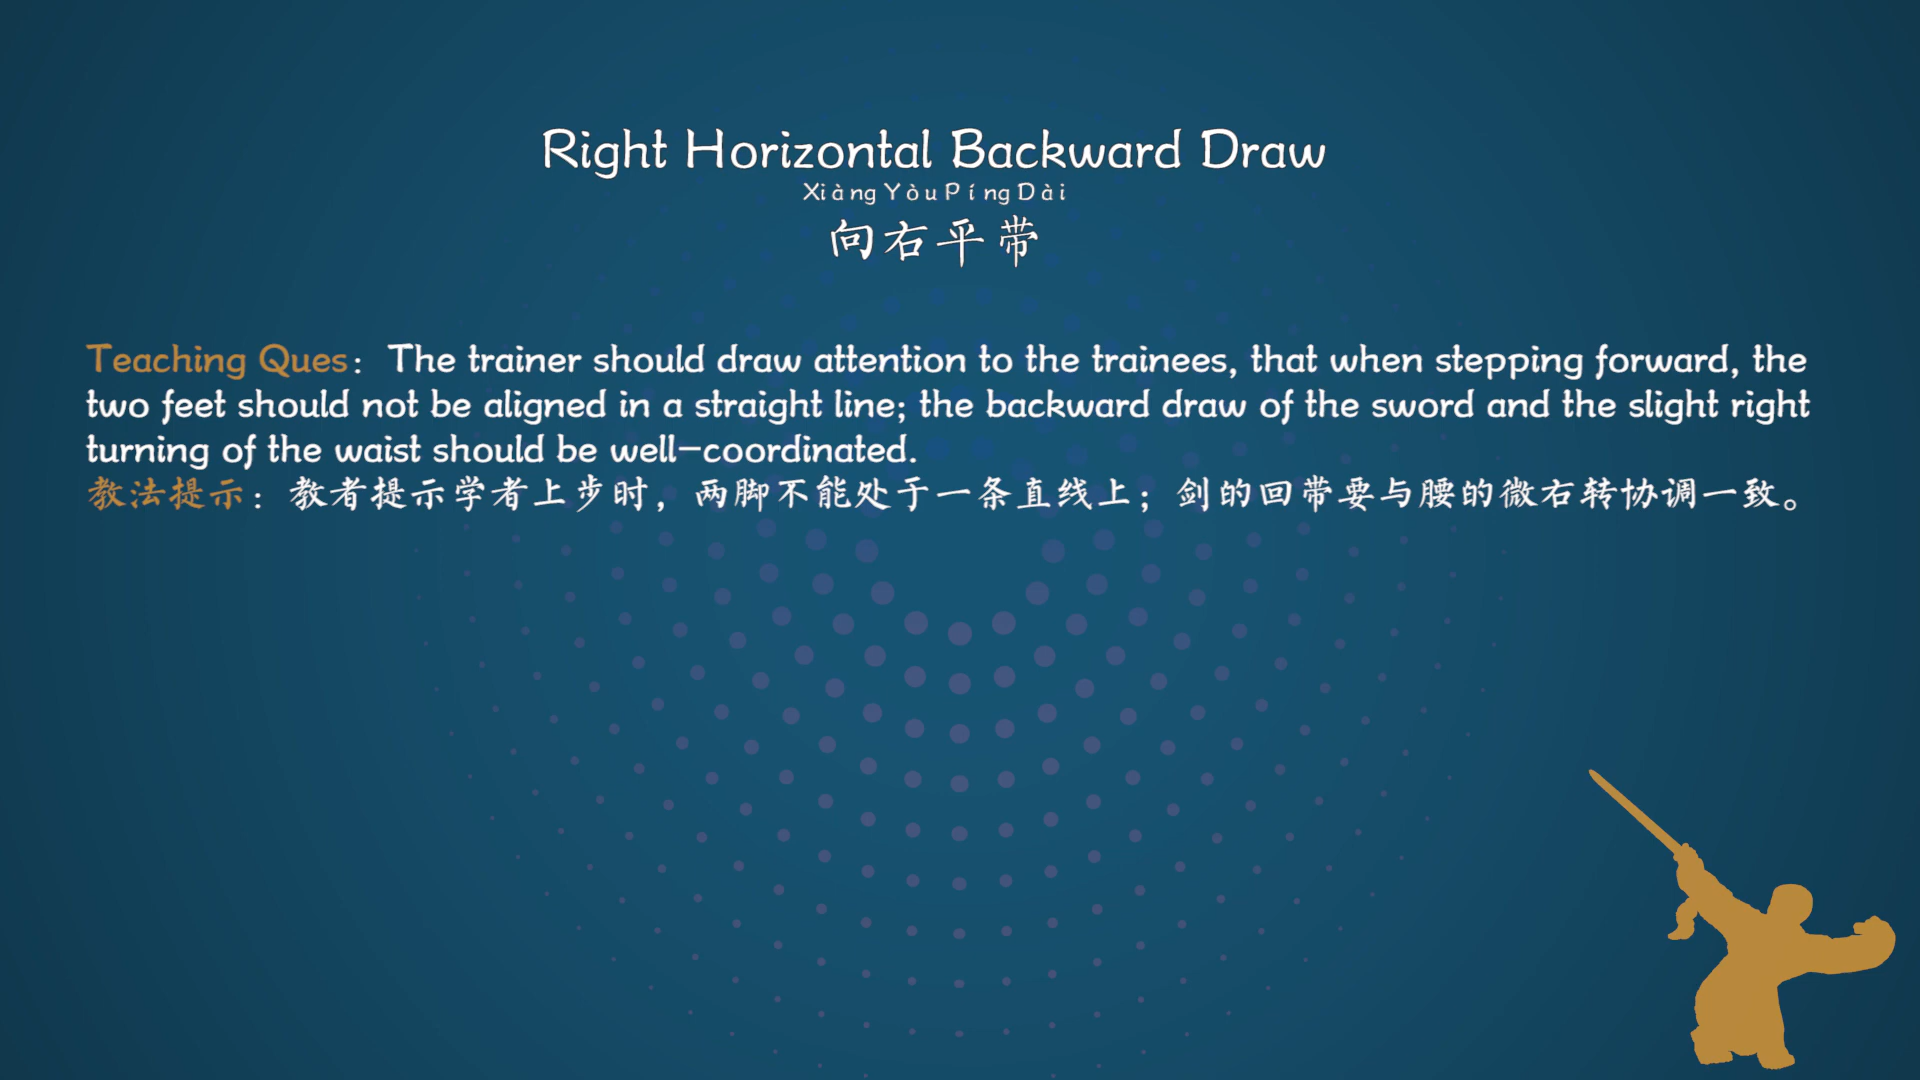 Right Horizontal Backward Draw
Xiàng Yòu Píng Dài
向右平带
Teaching Ques：The trainer should draw attention to the trainees, that when stepping forward, the
two feet should not be aligned in a straight line; the backward draw of the sword and the slight right
turning of the waist should be well-coordinated.
教法提示：教者提示学者上步时，两脚不能处于一条直线上；剑的回带要与腰的微右转协调一致。